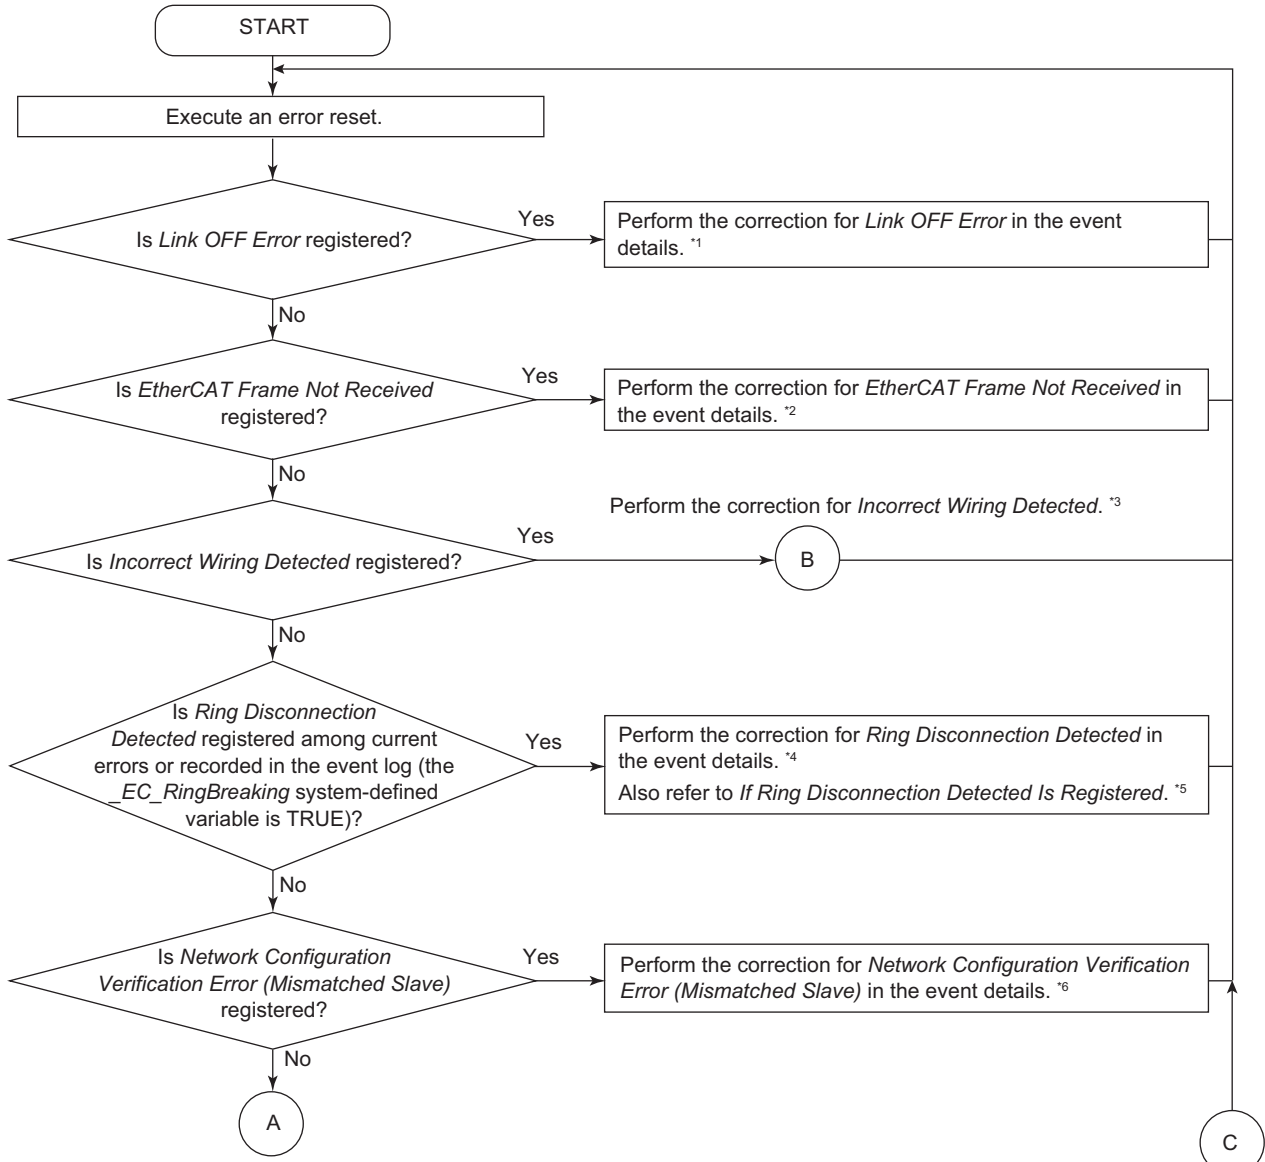 START
Execute an error reset.
Is Link OFF Error registered?
Yes
Perform the correction for Link OFF Error in the event
details. *1
No
Is EtherCAT Frame Not Received
registered?
Yes
Perform the correction for EtherCAT Frame Not Received in
the event details. *2
No
Perform the correction for Incorrect Wiring Detected. *3
Is Incorrect Wiring Detected registered?
Yes
B
No
Is Ring Disconnection
Detected registered among current
errors or recorded in the event log (the
_EC_RingBreaking system-defined
variable is TRUE)?
Yes
Perform the correction for Ring Disconnection Detected in
the event details. *4
Also refer to If Ring Disconnection Detected Is Registered. *5
No
Is Network Configuration
Verification Error (Mismatched Slave)
registered?
Yes
Perform the correction for Network Configuration Verification
Error (Mismatched Slave) in the event details. *6
No
A
C